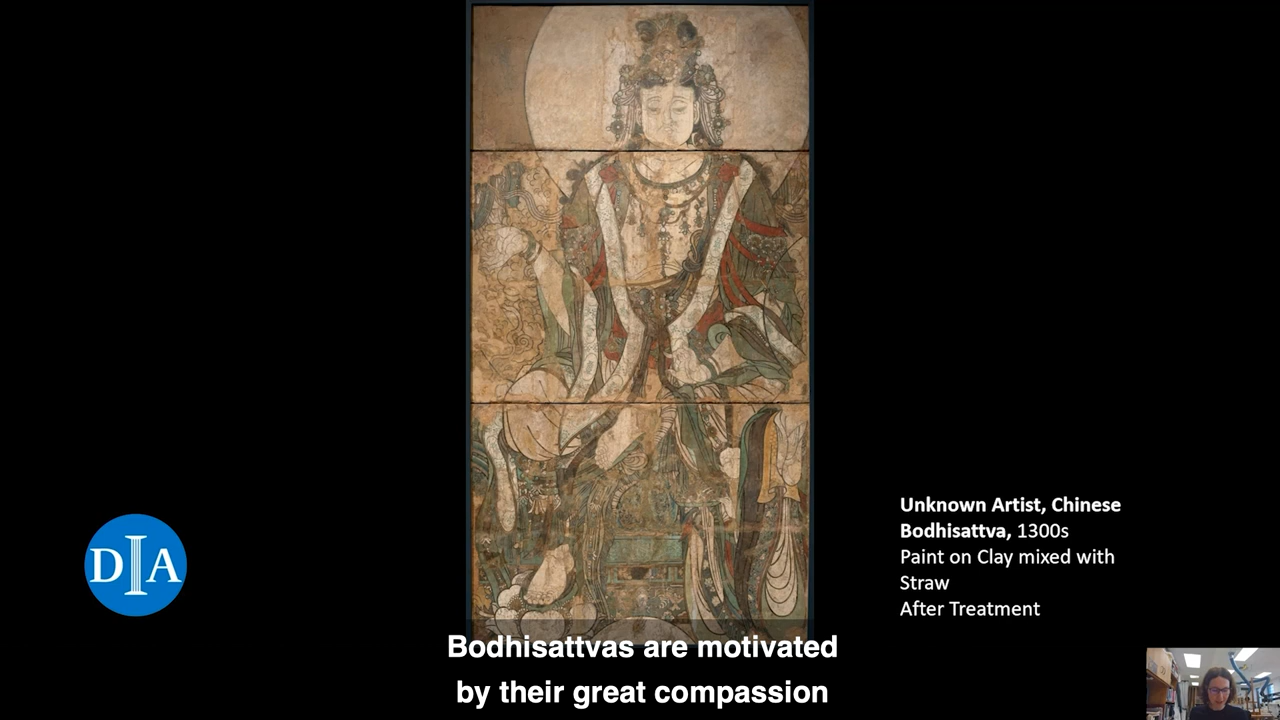 DIA
Unknown Artist, Chinese
Bodhisattva, 1300s
Paint on Clay mixed with
Straw
After Treatment
Bodhisattvas are motivated
by their great compassion